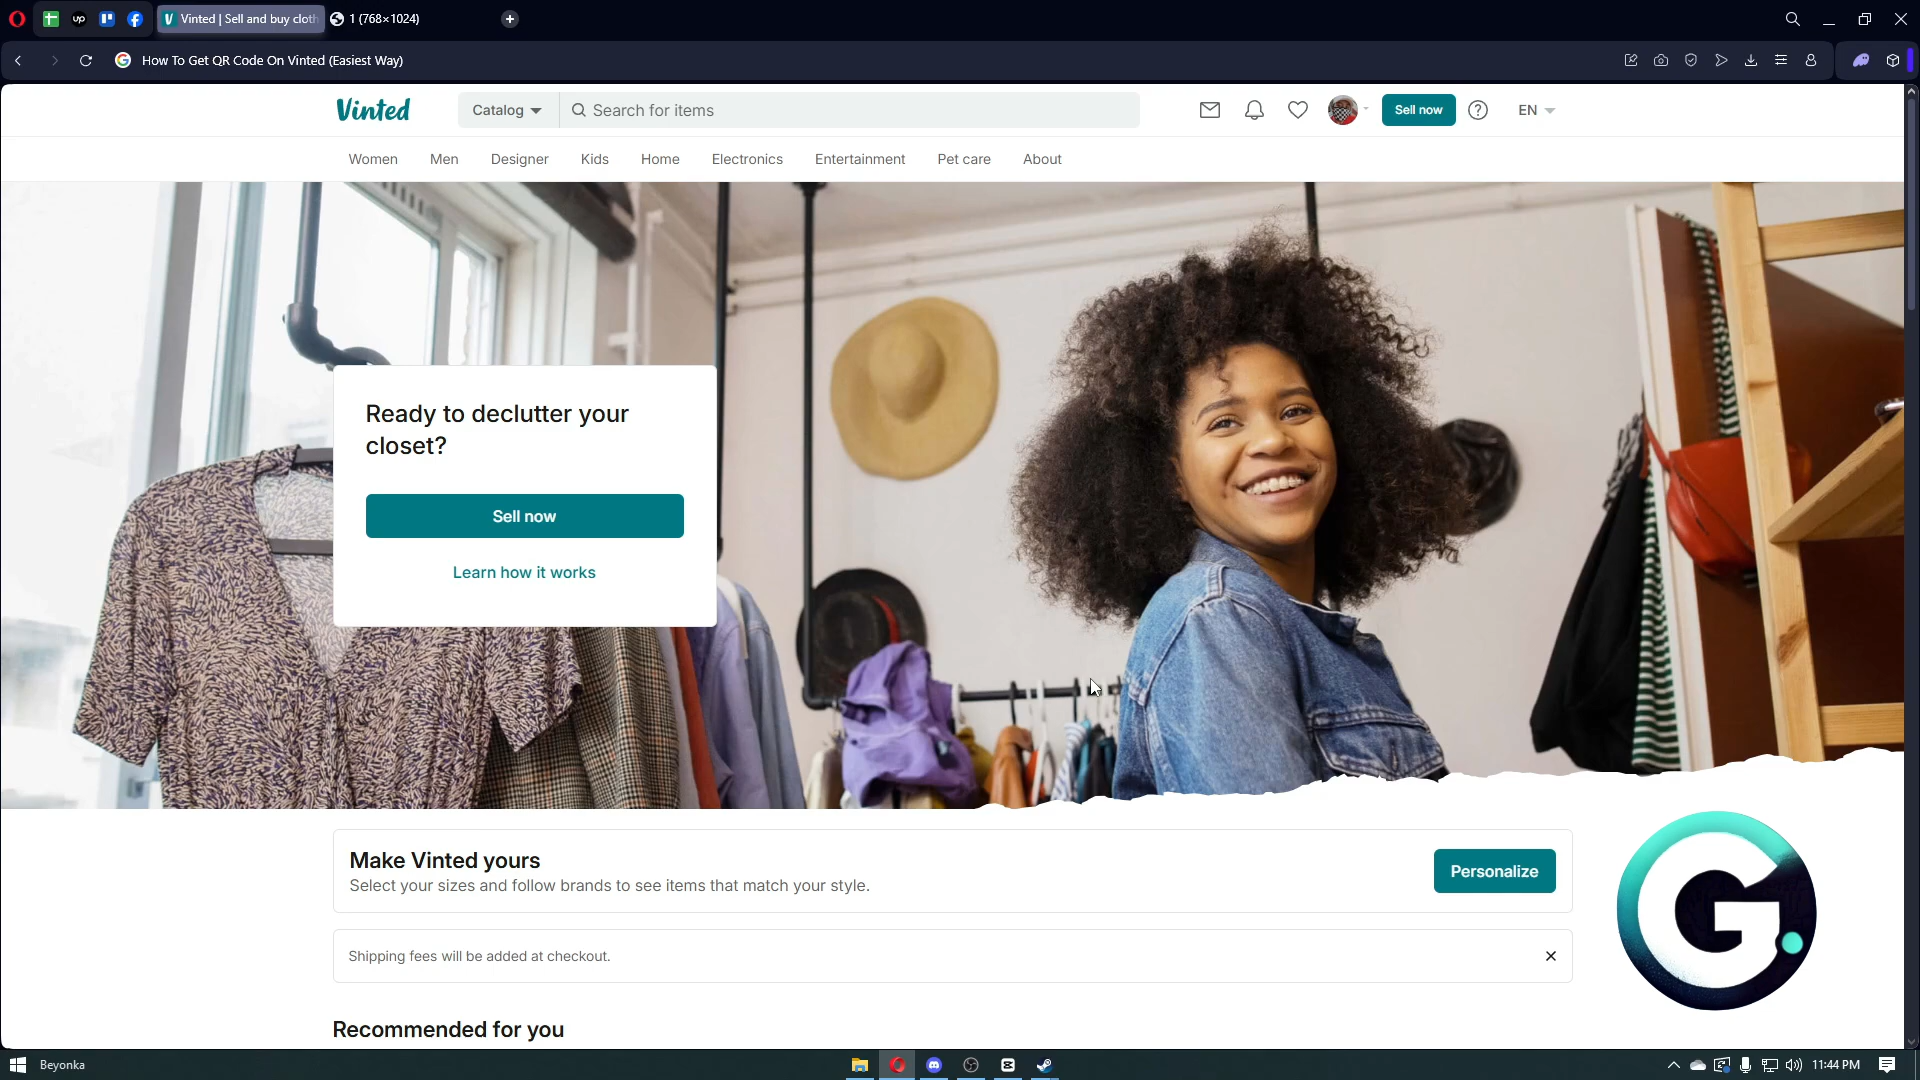 up
Vinted | Sell and buy cloth
1 (768×1024)
How To Get QR Code On Vinted (Easiest Way)
Vinted
Catalog
Search for items
Sell now
EN
Women
Men
Designer
Kids
Home
Electronics
Entertainment
Pet care
About
Ready to declutter your
closet?
Sell now
Learn how it works
Make Vinted yours
Select your sizes and follow brands to see items that match your style.
Personalize
Shipping fees will be added at checkout.
G
Recommended for you
Beyonka
11:44 PM